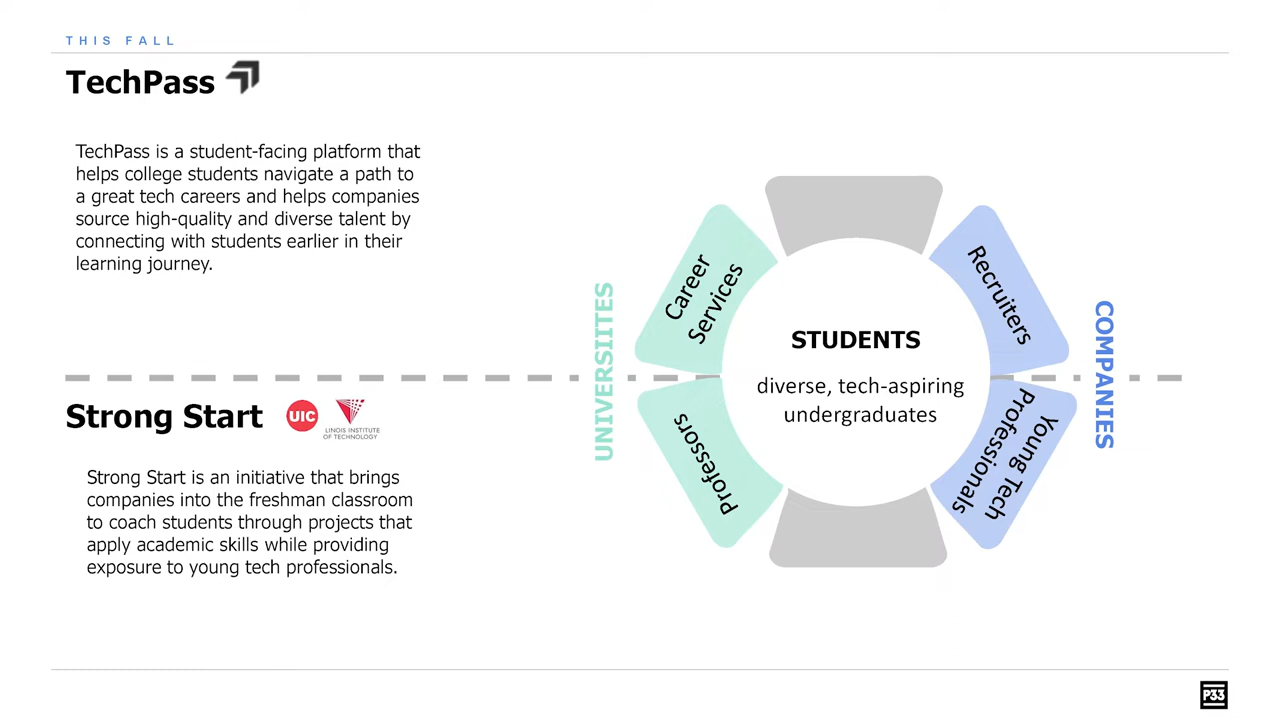 THIS FALL
TechPass
TechPass is a student-facing platform that
helps college students navigate a path to
a great tech careers and helps companies
source high-quality and diverse talent by
connecting with students earlier in their
learning journey.
Strong Start
UIC
LINOIS INSTITUTE
OF TECHNOLOGY
Strong Start is an initiative that brings
companies into the freshman classroom
to coach students through projects that
apply academic skills while providing
exposure to young tech professionals.
UNIVERSIITES
Career
Services
Professors
STUDENTS
diverse, tech-aspiring
undergraduates
Recruiters
Young Tech
Professionals
COMPANIES
P33